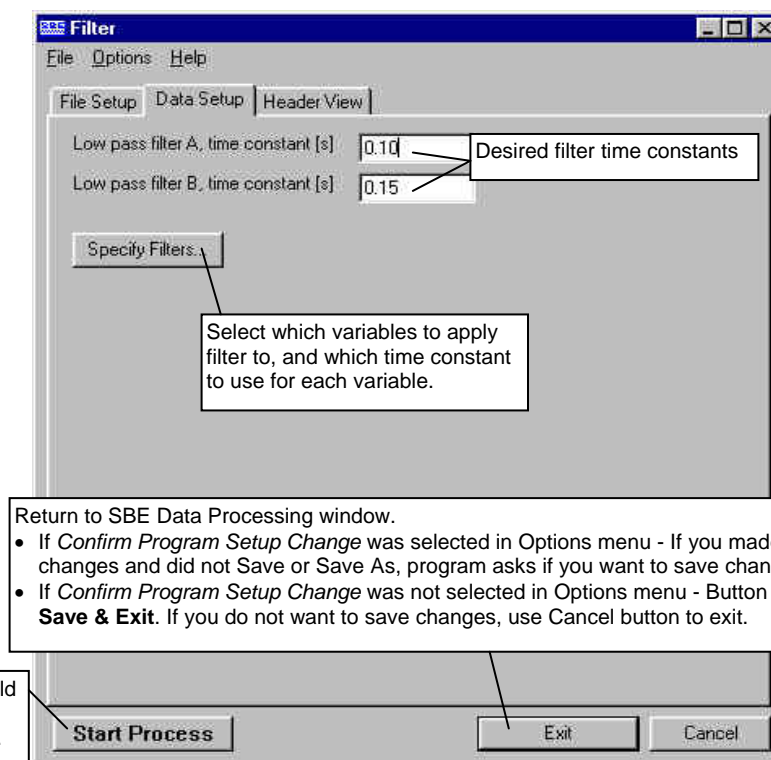 SBE Filter
File Options Help
File Setup Data Setup Header View
Low pass filter A, time constant [s] 0.10
Desired filter time constants
Low pass filter B, time constant [s] 0.15
Specify Filters...
Select which variables to apply
filter to, and which time constant
to use for each variable.
Return to SBE Data Processing window.
• If Confirm Program Setup Change was selected in Options menu - If you mad
changes and did not Save or Save As, program asks if you want to save chan
• If Confirm Program Setup Change was not selected in Options menu - Button
Save & Exit. If you do not want to save changes, use Cancel button to exit.
ld
Start Process Exit Cancel